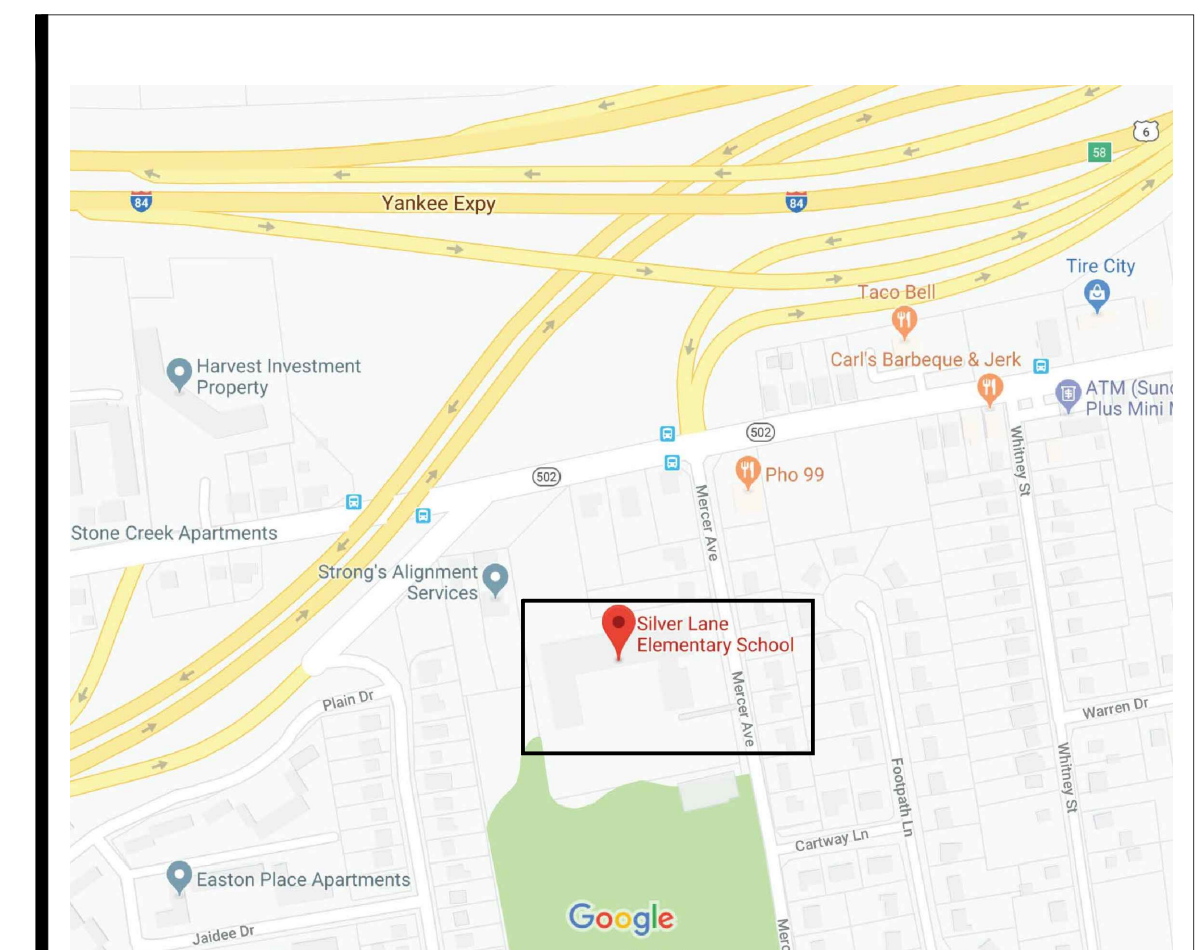 6
58
84
Yankee Expy
84
Tire City
Taco Bell
Carl's Barbeque & Jerk
Harvest Investment
Property
ATM (Sun
Plus Mini
502
Whitney St
502
Pho 99
Mercer Ave
Stone Creek Apartments
Strong's Alignment
Services
Silver Lane
Elementary School
Mercer Ave
Plain Dr
Warren Dr
Whitney St
Footpath Ln
Cartway Ln
Easton Place Apartments
Google
Jaidee Dr
Merc